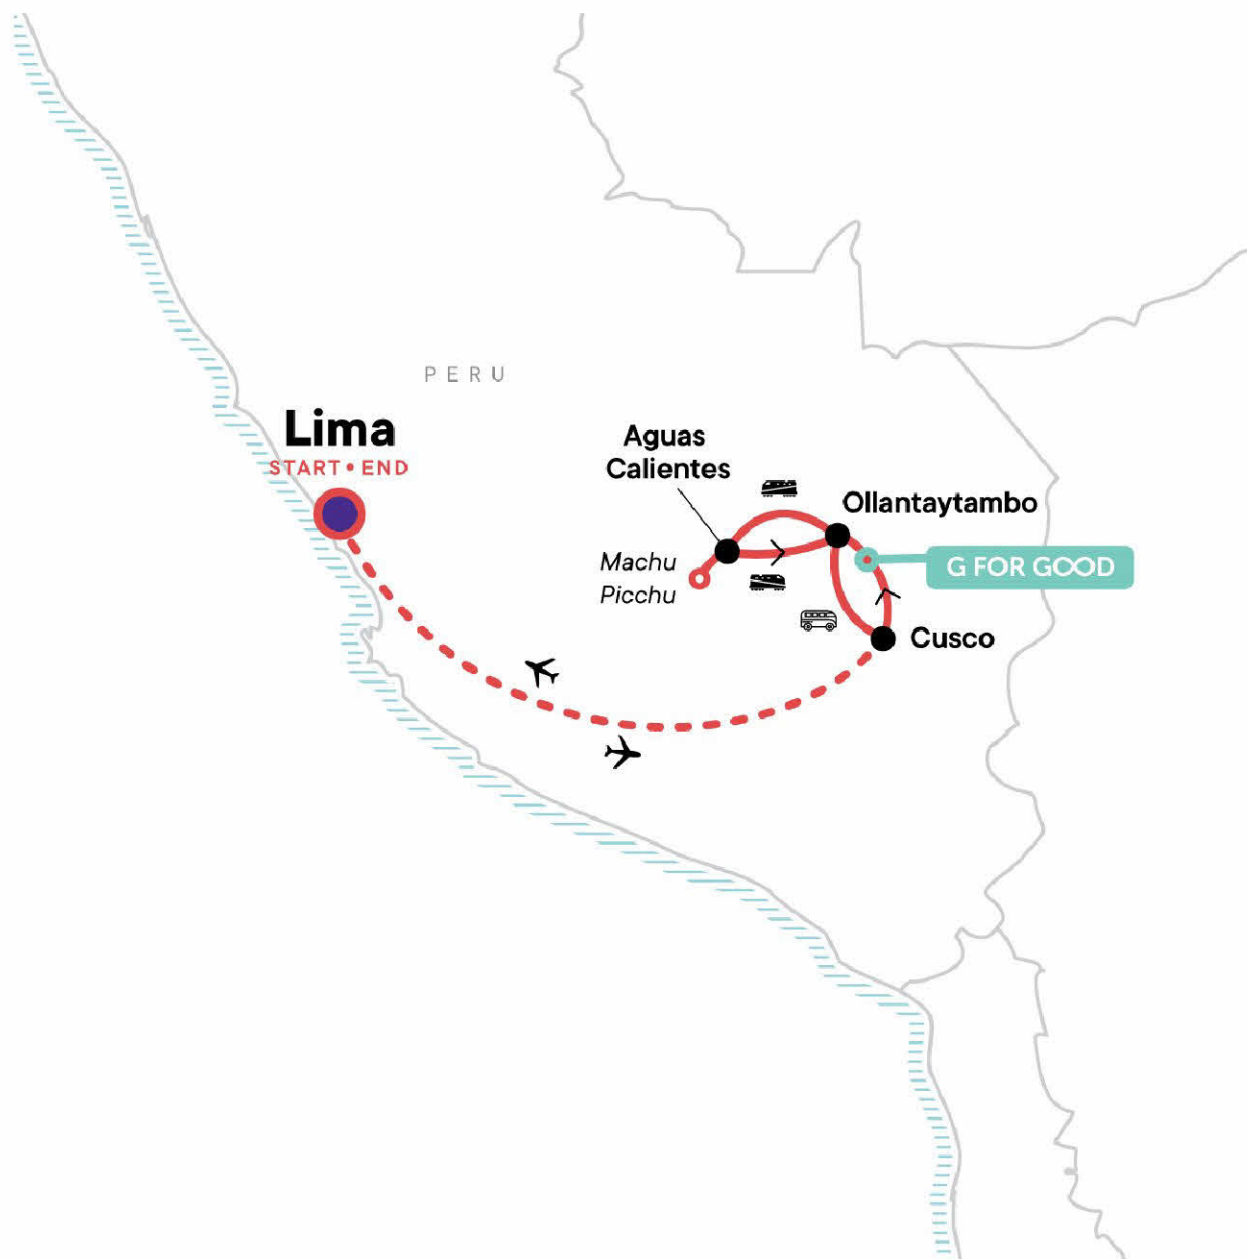 PERU
Lima
START • END
Aguas
Calientes
Ollantaytambo
Machu
Picchu
G FOR GOOD
Cusco